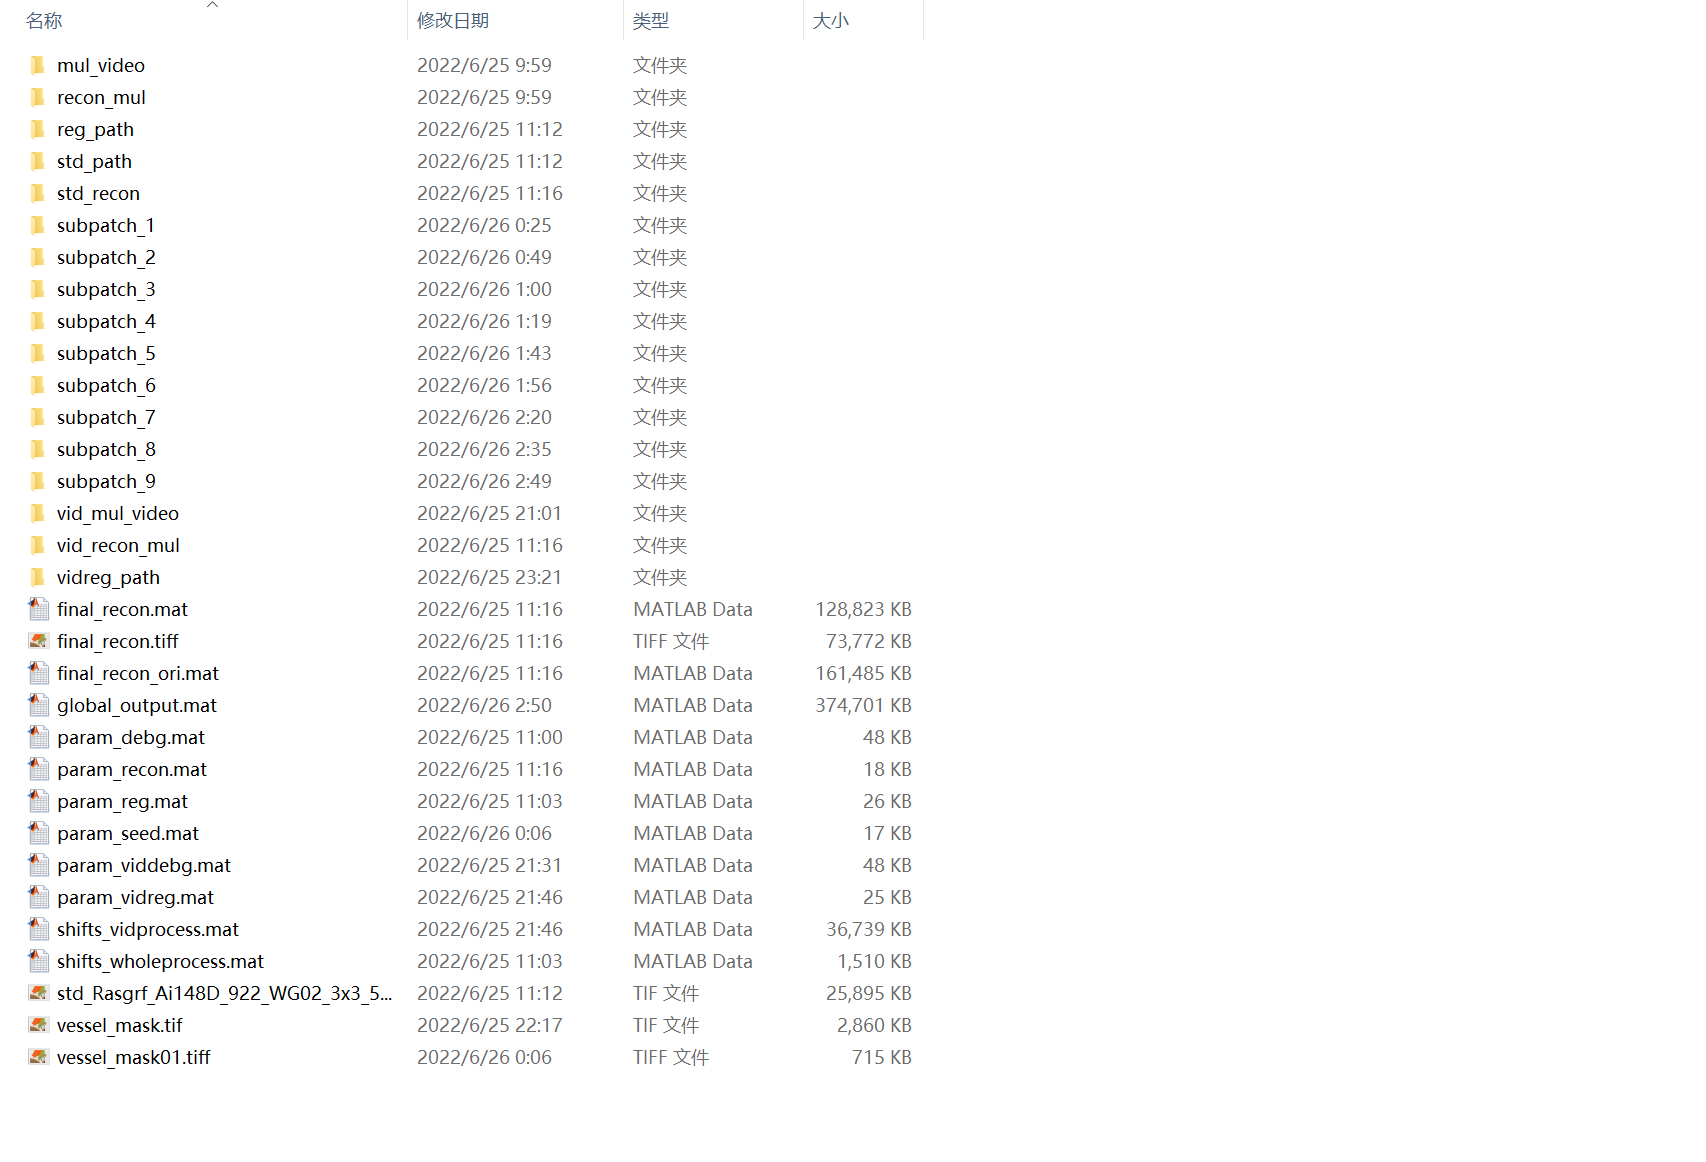 名称 修改日期 类型 大小
mul_video 2022/6/25 9:59 文件夹
recon_mul 2022/6/25 9:59 文件夹
reg_path 2022/6/25 11:12 文件夹
std_path 2022/6/25 11:12 文件夹
std_recon 2022/6/25 11:16 文件夹
subpatch_1 2022/6/26 0:25 文件夹
subpatch_2 2022/6/26 0:49 文件夹
subpatch_3 2022/6/26 1:00 文件夹
subpatch_4 2022/6/26 1:19 文件夹
subpatch_5 2022/6/26 1:43 文件夹
subpatch_6 2022/6/26 1:56 文件夹
subpatch_7 2022/6/26 2:20 文件夹
subpatch_8 2022/6/26 2:35 文件夹
subpatch_9 2022/6/26 2:49 文件夹
vid_mul_video 2022/6/25 21:01 文件夹
vid_recon_mul 2022/6/25 11:16 文件夹
vidreg_path 2022/6/25 23:21 文件夹
final_recon.mat 2022/6/25 11:16 MATLAB Data 128,823 KB
final_recon.tiff 2022/6/25 11:16 TIFF 文件 73,772 KB
final_recon_ori.mat 2022/6/25 11:16 MATLAB Data 161,485 KB
global_output.mat 2022/6/26 2:50 MATLAB Data 374,701 KB
param_debg.mat 2022/6/25 11:00 MATLAB Data 48 KB
param_recon.mat 2022/6/25 11:16 MATLAB Data 18 KB
param_reg.mat 2022/6/25 11:03 MATLAB Data 26 KB
param_seed.mat 2022/6/26 0:06 MATLAB Data 17 KB
param_viddebg.mat 2022/6/25 21:31 MATLAB Data 48 KB
param_vidreg.mat 2022/6/25 21:46 MATLAB Data 25 KB
shifts_vidprocess.mat 2022/6/25 21:46 MATLAB Data 36,739 KB
shifts_wholeprocess.mat 2022/6/25 11:03 MATLAB Data 1,510 KB
std_Rasgrf_Ai148D_922_WG02_3x3_5... 2022/6/25 11:12 TIF 文件 25,895 KB
vessel_mask.tif 2022/6/25 22:17 TIF 文件 2,860 KB
vessel_mask01.tiff 2022/6/26 0:06 TIFF 文件 715 KB